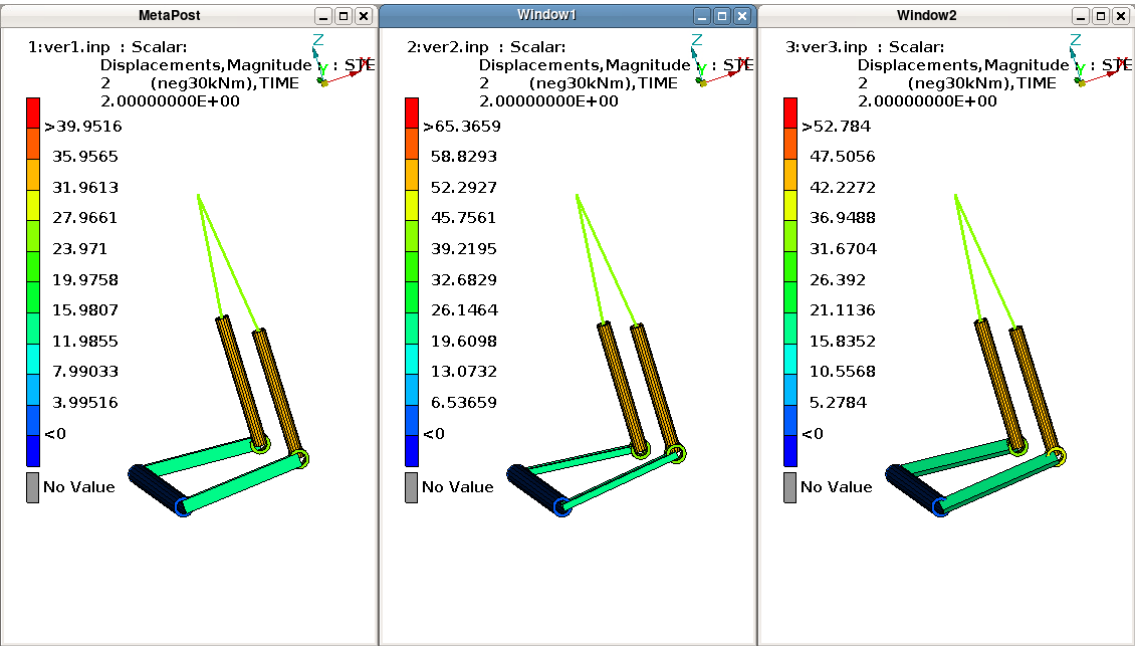 MetaPost
1:ver1.inp : Scalar:
Z
Displacements,Magnitude : STE
Y
X
2 (neg30kNm),TIME
2.00000000E+00
>39.9516
35.9565
31.9613
27.9661
23.971
19.9758
15.9807
11.9855
7.99033
3.99516
<0
No Value
Window1
2:ver2.inp : Scalar:
Z
Displacements,Magnitude : STE
Y
X
2 (neg30kNm),TIME
2.00000000E+00
>65.3659
58.8293
52.2927
45.7561
39.2195
32.6829
26.1464
19.6098
13.0732
6.53659
<0
No Value
Window2
3:ver3.inp : Scalar:
Z
Displacements,Magnitude : STE
Y
X
2 (neg30kNm),TIME
2.00000000E+00
>52.784
47.5056
42.2272
36.9488
31.6704
26.392
21.1136
15.8352
10.5568
5.2784
<0
No Value